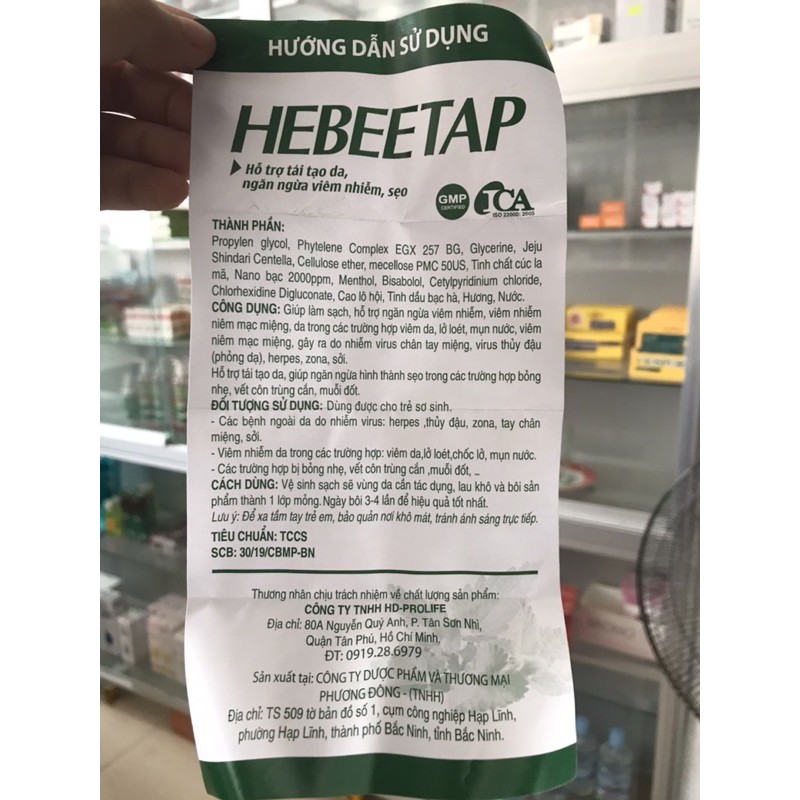 HƯỚNG DẪN SỬ DỤNG
HEBEETAP
Hỗ trợ tái tạo da,
ngăn ngừa viêm nhiễm, sẹo
GMP
CERTIFIED
ICA
ISO 22000: 2005
THÀNH PHẦN:
Propylen glycol, Phytelene Complex EGX 257 BG, Glycerine, Jeju
Shindari Centella, Cellulose ether, mecellose PMC 50US, Tinh chất cúc la
mã, Nano bạc 2000ppm, Menthol, Bisabolol, Cetylpyridinium chloride,
Chlorhexidine Digluconate, Cao lô hội, Tinh dầu bạc hà, Hương, Nước.
CÔNG DỤNG: Giúp làm sạch, hỗ trợ ngăn ngừa viêm nhiễm, viêm nhiễm
niêm mạc miệng, da trong các trường hợp viêm da, lở loét, mụn nước, viêm
niêm mạc miệng, gây ra do nhiễm virus chân tay miệng, virus thủy đậu
(phỏng dạ), herpes, zona, sởi.
Hỗ trợ tái tạo da, giúp ngăn ngừa hình thành sẹo trong các trường hợp bỏng
nhẹ, vết côn trùng cắn, muỗi đốt.
ĐỐI TƯỢNG SỬ DỤNG: Dùng được cho trẻ sơ sinh.
- Các bệnh ngoài da do nhiễm virus: herpes ,thủy đậu, zona, tay chân
miệng, sởi.
- Viêm nhiễm da trong các trường hợp: viêm da,lở loét,chốc lở, mụn nước.
- Các trường hợp bị bỏng nhẹ, vết côn trùng cắn ,muỗi đốt, ...
CÁCH DÙNG: Vệ sinh sạch sẽ vùng da cần tác dụng, lau khô và bôi sản
phẩm thành 1 lớp mỏng. Ngày bôi 3-4 lần để hiệu quả tốt nhất.
Lưu ý: Để xa tầm tay trẻ em, bảo quản nơi khô mát, tránh ánh sáng trực tiếp.
TIÊU CHUẨN: TCCS
SCB: 30/19/CBMP-BN
Thương nhân chịu trách nhiệm về chất lượng sản phẩm:
CÔNG TY TNHH HD-PROLIFE
Địa chỉ: 80A Nguyễn Quý Anh, P. Tân Sơn Nhì,
Quận Tân Phú, Hồ Chí Minh,
ĐT: 0919.28.6979
Sản xuất tại: CÔNG TY DƯỢC PHẨM VÀ THƯƠNG MẠI
PHƯƠNG ĐÔNG - (TNHH)
Địa chỉ: TS 509 tờ bản đồ số 1, cụm công nghiệp Hạp Lĩnh,
phường Hạp Lĩnh, thành phố Bắc Ninh, tỉnh Bắc Ninh.